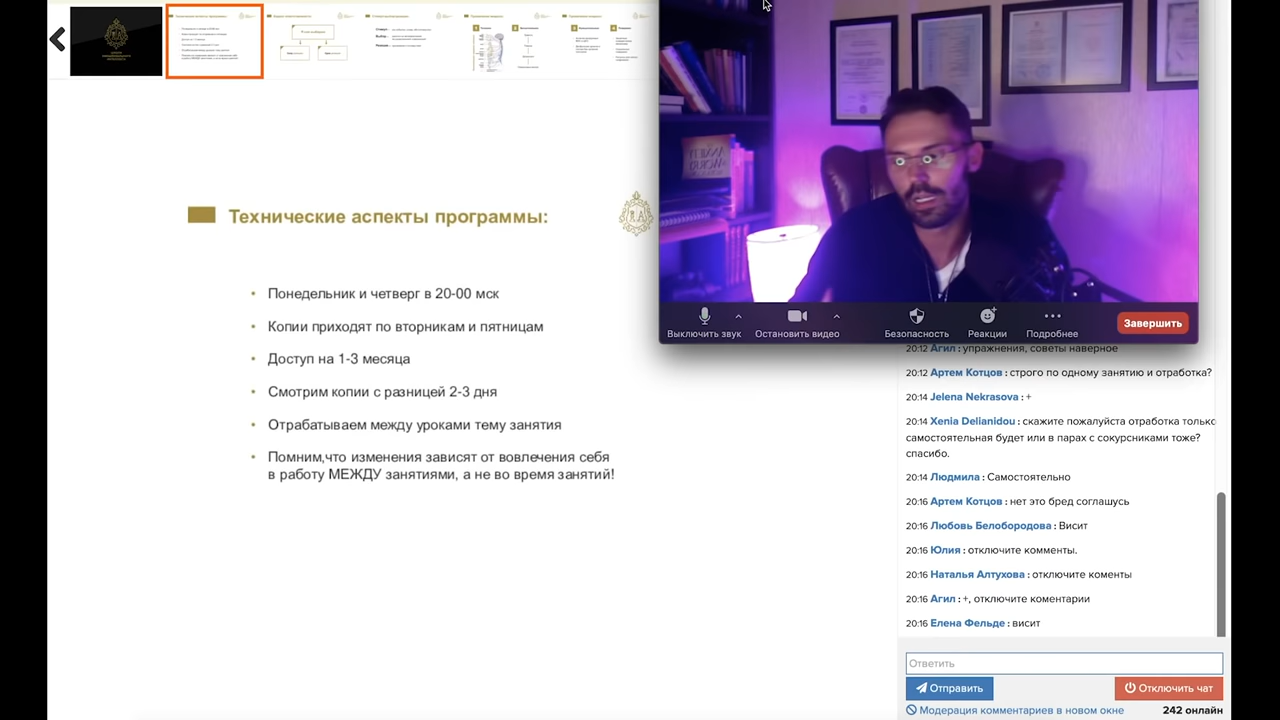 Технические аспекты программы:
Понедельник и четверг в 20-00 мск
Копии приходят по вторникам и пятницам
Доступ на 1-3 месяца
Смотрим копии с разницей 2-3 дня
Отрабатываем между уроками тему занятия
Помним,что изменения зависят от вовлечения себя
в работу МЕЖДУ занятиями, а не во время занятий!
Выключить звук
Остановить видео
Безопасность
Реакции
Подробнее
Завершить
20:12 Агил : упражнения, советы наверное
20:12 Артем Котцов : строго по одному занятию и отработка?
20:14 Jelena Nekrasova : +
20:14 Xenia Delianidou : скажите пожалуйста отработка только
самостоятельная будет или в парах с сокурсниками тоже?
спасибо.
20:14 Людмила : Самостоятельно
20:16 Артем Котцов : нет это бред соглашусь
20:16 Любовь Белобородова : Висит
20:16 Юлия : отключите комменты.
20:16 Наталья Алтухова : отключите коменты
20:16 Агил : +, отключите коментарии
20:16 Елена Фельде : висит
Ответить
Отправить
Отключить чат
Модерация комментариев в новом окне
242 онлайн